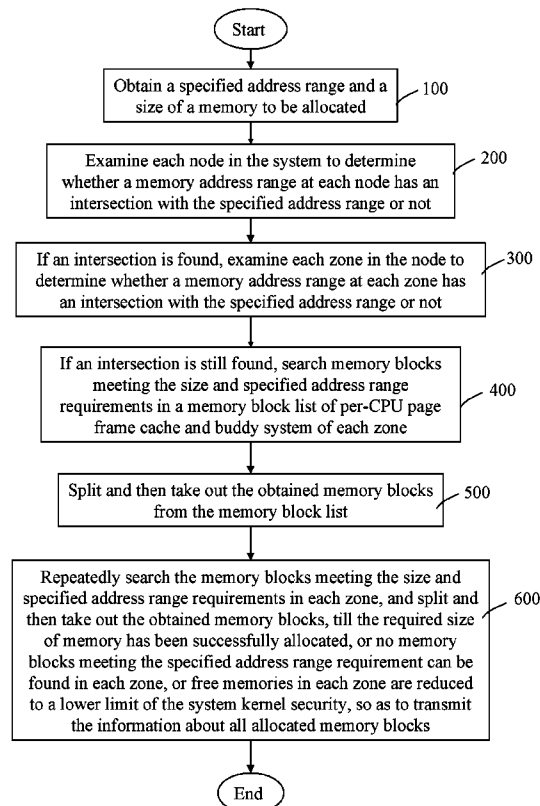 Start
Obtain a specified address range and a
size of a memory to be allocated
100
Examine each node in the system to determine
whether a memory address range at each node has an
intersection with the specified address range or not
200
If an intersection is found, examine each zone in the node to
determine whether a memory address range at each zone has
an intersection with the specified address range or not
300
If an intersection is still found, search memory blocks
meeting the size and specified address range
requirements in a memory block list of per-CPU page
frame cache and buddy system of each zone
400
Split and then take out the obtained memory blocks
from the memory block list
500
Repeatedly search the memory blocks meeting the size and
specified address range requirements in each zone, and split and
then take out the obtained memory blocks, till the required
size of memory has been successfully allocated, or no memory
blocks meeting the specified address range requirement can be
found in each zone, or free memories in each zone are reduced
to a lower limit of the system kernel security, so as to transmit
the information about all allocated memory blocks
600
End